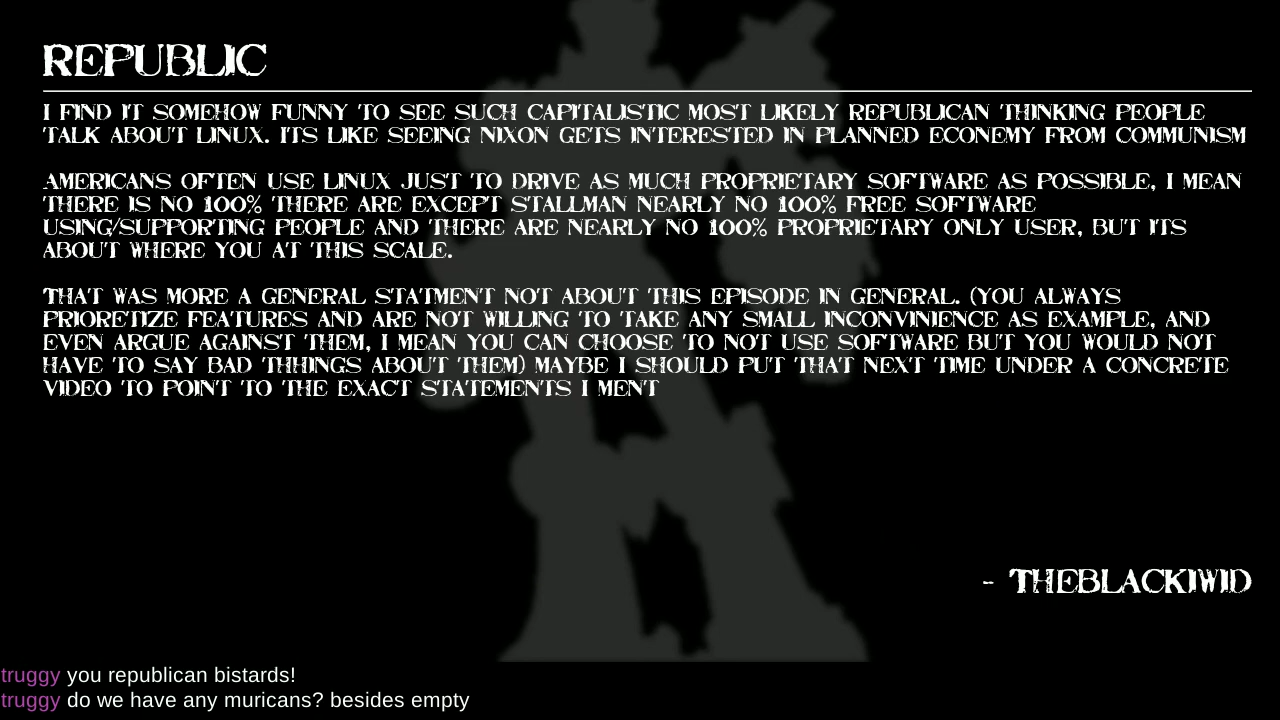 REPUBLIC
I FIND IT SOMEHOW FUNNY TO SEE SUCH CAPITALISTIC MOST LIKELY REPUBLICAN THINKING PEOPLE
TALK ABOUT LINUX. ITS LIKE SEEING NIXON GETS INTERESTED IN PLANNED ECONEMY FROM COMMUNISM
AMERICANS OFTEN USE LINUX JUST TO DRIVE AS MUCH PROPRIETARY SOFTWARE AS POSSIBLE, I MEAN
THERE IS NO 100% THERE ARE EXCEPT STALLMAN NEARLY NO 100% FREE SOFTWARE
USING/SUPPORTING PEOPLE AND THERE ARE NEARLY NO 100% PROPRIETARY ONLY USER, BUT ITS
ABOUT WHERE YOU AT THIS SCALE.
THAT WAS MORE A GENERAL STATMENT NOT ABOUT THIS EPISODE IN GENERAL. (YOU ALWAYS
PRIORETIZE FEATURES AND ARE NOT WILLING TO TAKE ANY SMALL INCONVINIENCE AS EXAMPLE, AND
EVEN ARGUE AGAINST THEM, I MEAN YOU CAN CHOOSE TO NOT USE SOFTWARE BUT YOU WOULD NOT
HAVE TO SAY BAD THHINGS ABOUT THEM) MAYBE I SHOULD PUT THAT NEXT TIME UNDER A CONCRETE
VIDEO TO POINT TO THE EXACT STATEMENTS I MENT
- THEBLACKIWID
truggy you republican bistards!
truggy do we have any muricans? besides empty